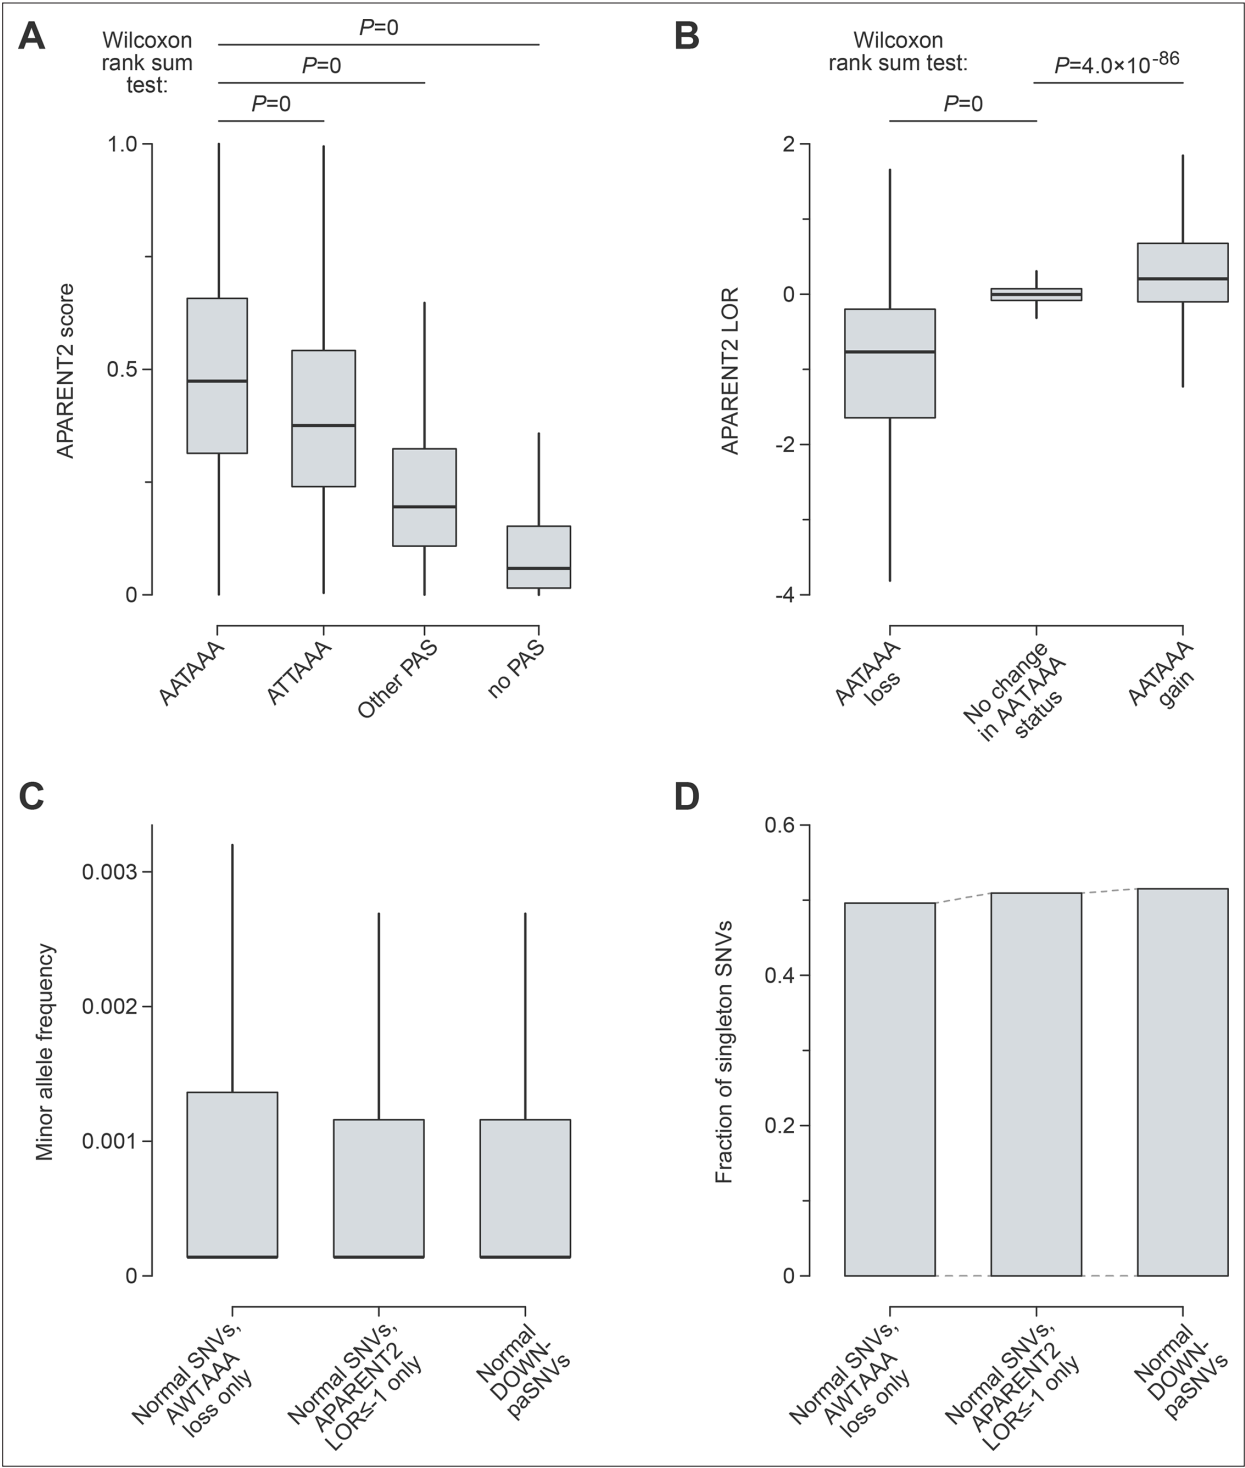 A
Wilcoxon
rank sum
test:
P=0
P=0
P=0
APARENT2 score
1.0
0.5
0
AATAAA
ATTAAA
Other PAS
no PAS
B
Wilcoxon
rank sum test:
P=4.0×10-86
P=0
APARENT2 LOR
2
0
-2
-4
AATAAA
loss
No change
in AATAAA
status
AATAAA
gain
C
Minor allele frequency
0.003
0.002
0.001
0
Normal SNVs,
AWTAAA
loss only
Normal SNVs,
APARENT2
LOR≤-1 only
Normal
DOWN-
paSNVs
D
Fraction of singleton SNVs
0.6
0.4
0.2
0
Normal SNVs,
AWTAAA
loss only
Normal SNVs,
APARENT2
LOR≤-1 only
Normal
DOWN-
paSNVs